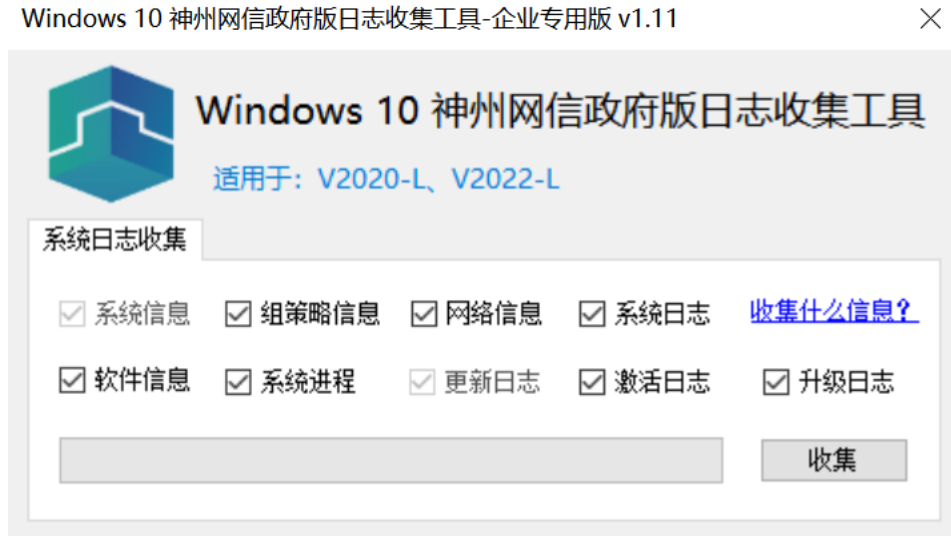 Windows 10 神州网信政府版日志收集工具-企业专用版 v1.11
Windows 10 神州网信政府版日志收集工具
适用于：V2020-L、V2022-L
系统日志收集
系统信息 组策略信息 网络信息 系统日志 收集什么信息？
软件信息 系统进程 更新日志 激活日志 升级日志
收集